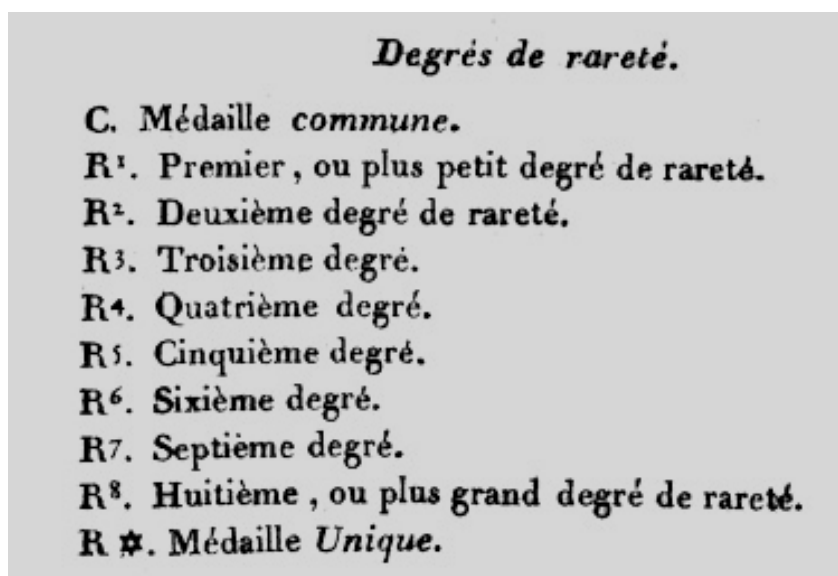 Degrés de rareté.
C. Médaille commune.
R¹. Premier, ou plus petit degré de rareté.
R². Deuxième degré de rareté.
R³. Troisième degré.
R⁴. Quatrième degré.
R⁵. Cinquième degré.
R⁶. Sixième degré.
R⁷. Septième degré.
R⁸. Huitième, ou plus grand degré de rareté.
R ✡. Médaille Unique.